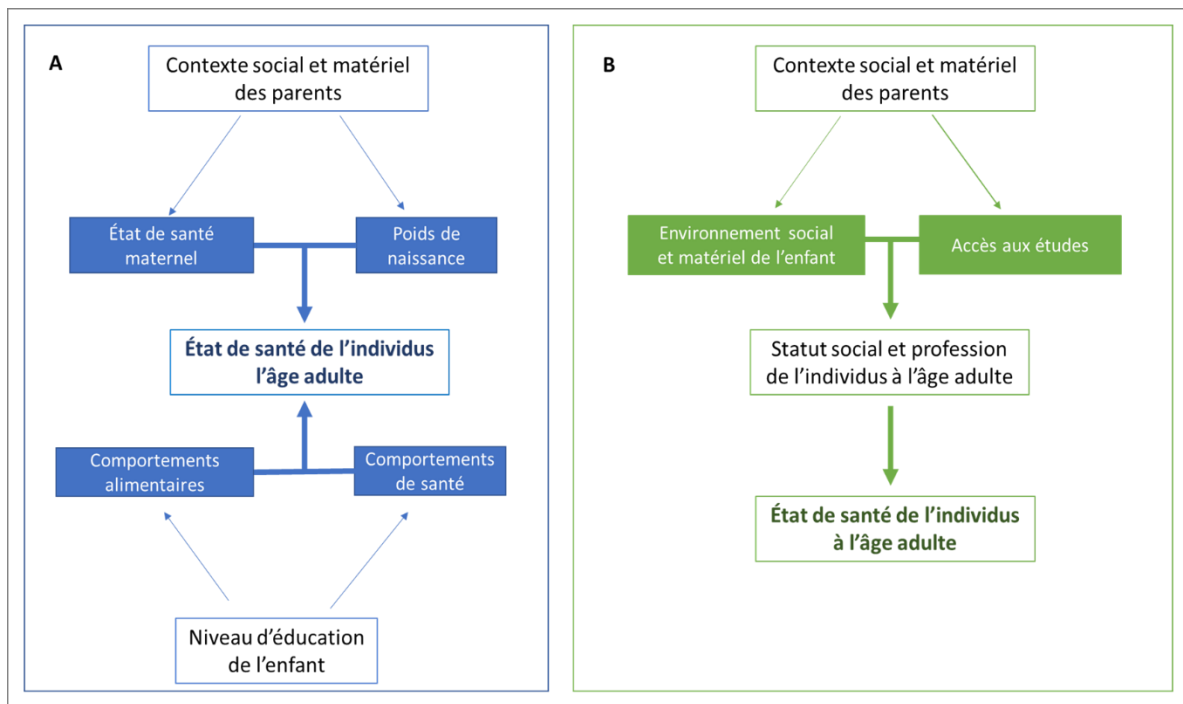 A
Contexte social et matériel
des parents
État de santé
maternel
Poids de
naissance
État de santé de l'individus
l'âge adulte
Comportements
alimentaires
Comportements
de santé
Niveau d'éducation
de l'enfant
B
Contexte social et matériel
des parents
Environnement social
et matériel de l'enfant
Accès aux études
Statut social et profession
de l'individus à l'âge adulte
État de santé de l'individus
à l'âge adulte